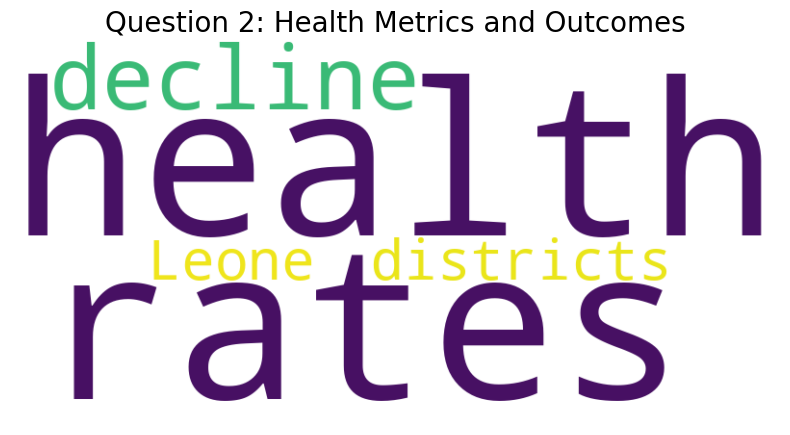 Question 2: Health Metrics and Outcomes
decline
health
Leone districts
rates